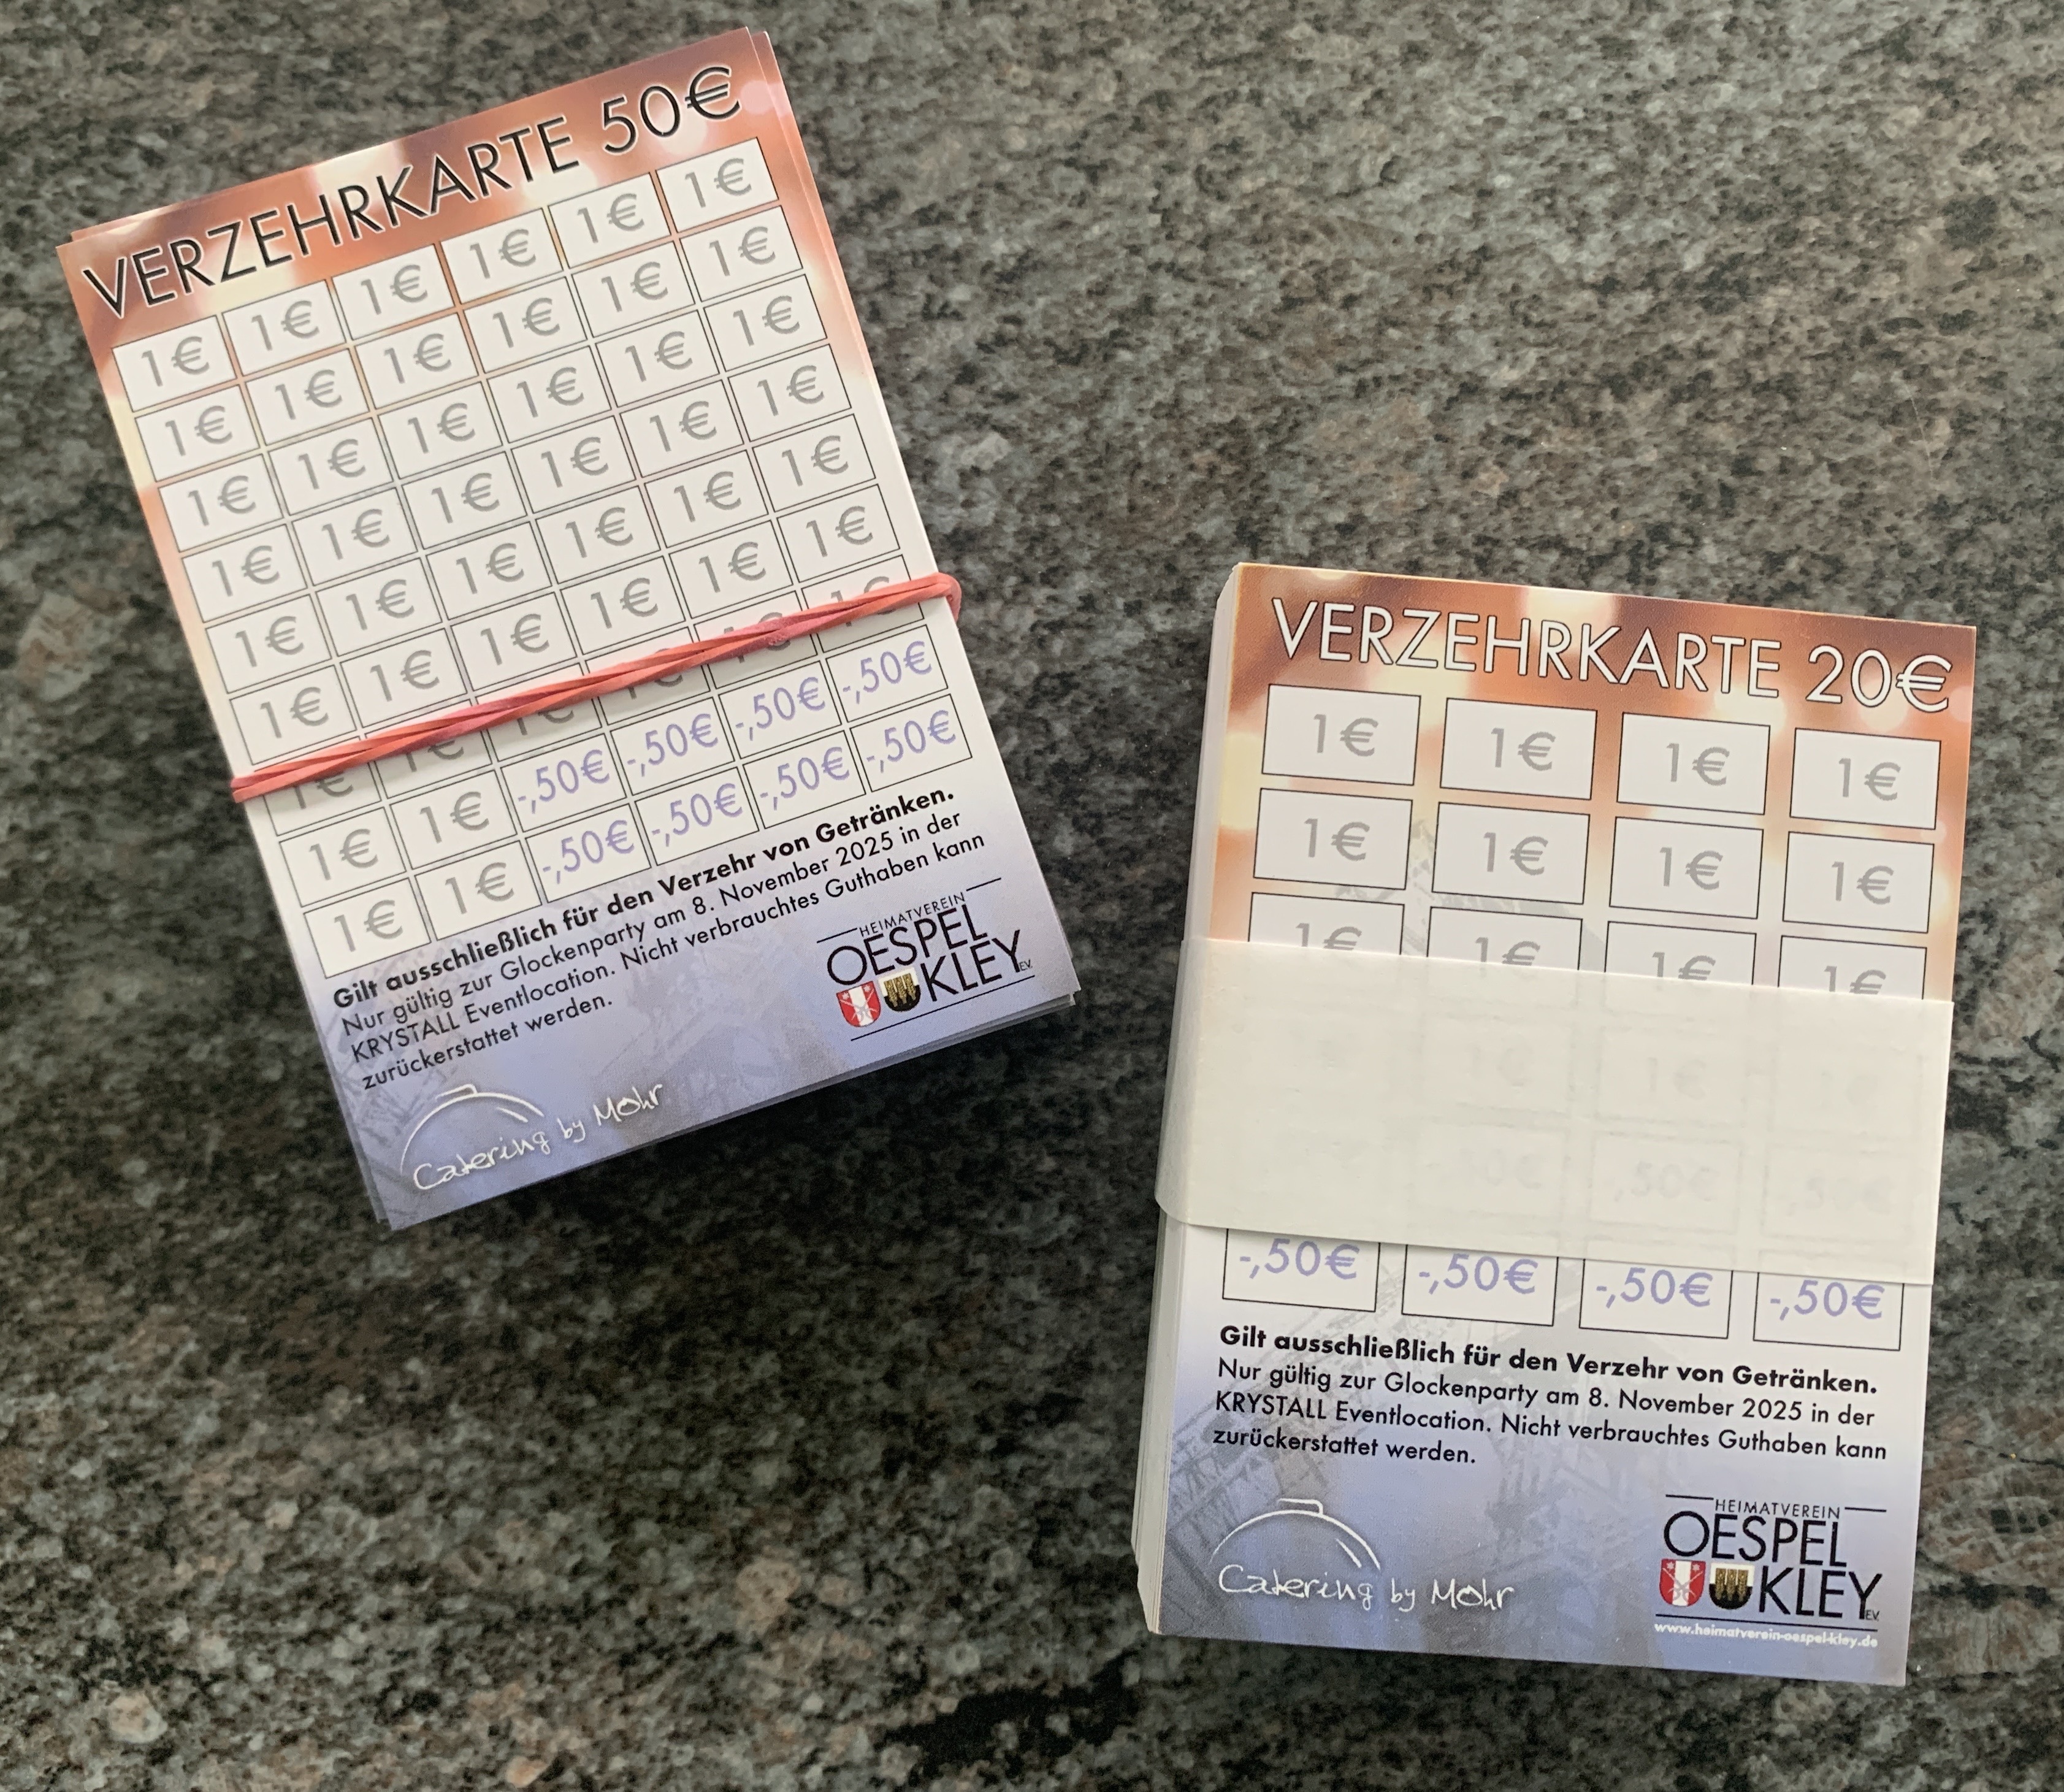 VERZEHRKARTE 50€
1€ 1€ 1€ 1€ 1€ 1€
1€ 1€ 1€ 1€ 1€ 1€
1€ 1€ 1€ 1€ 1€ 1€
1€ 1€ 1€ 1€ 1€ 1€
1€ 1€ 1€ 1€ 1€ 1€
1€ 1€ 1€ 1€ 1€ 1€
1€ 1€ 1€ 1€ 1€ 1€
1€ 1€ -,50€ -,50€ -,50€ -,50€
1€ 1€ -,50€ -,50€ -,50€ -,50€
Gilt ausschließlich für den Verzehr von Getränken.
Nur gültig zur Glockenparty am 8. November 2025 in der
KRYSTALL Eventlocation. Nicht verbrauchtes Guthaben kann
zurückerstattet werden.
Catering by Mohr
HEIMATVEREIN
OESPEL
KLEY E.V.
VERZEHRKARTE 20€
1€ 1€ 1€ 1€
1€ 1€ 1€ 1€
1€ 1€ 1€ 1€
-,50€ -,50€ -,50€ -,50€
Gilt ausschließlich für den Verzehr von Getränken.
Nur gültig zur Glockenparty am 8. November 2025 in der
KRYSTALL Eventlocation. Nicht verbrauchtes Guthaben kann
zurückerstattet werden.
Catering by Mohr
HEIMATVEREIN
OESPEL
KLEY E.V.
www.heimatverein-oespel-kley.de